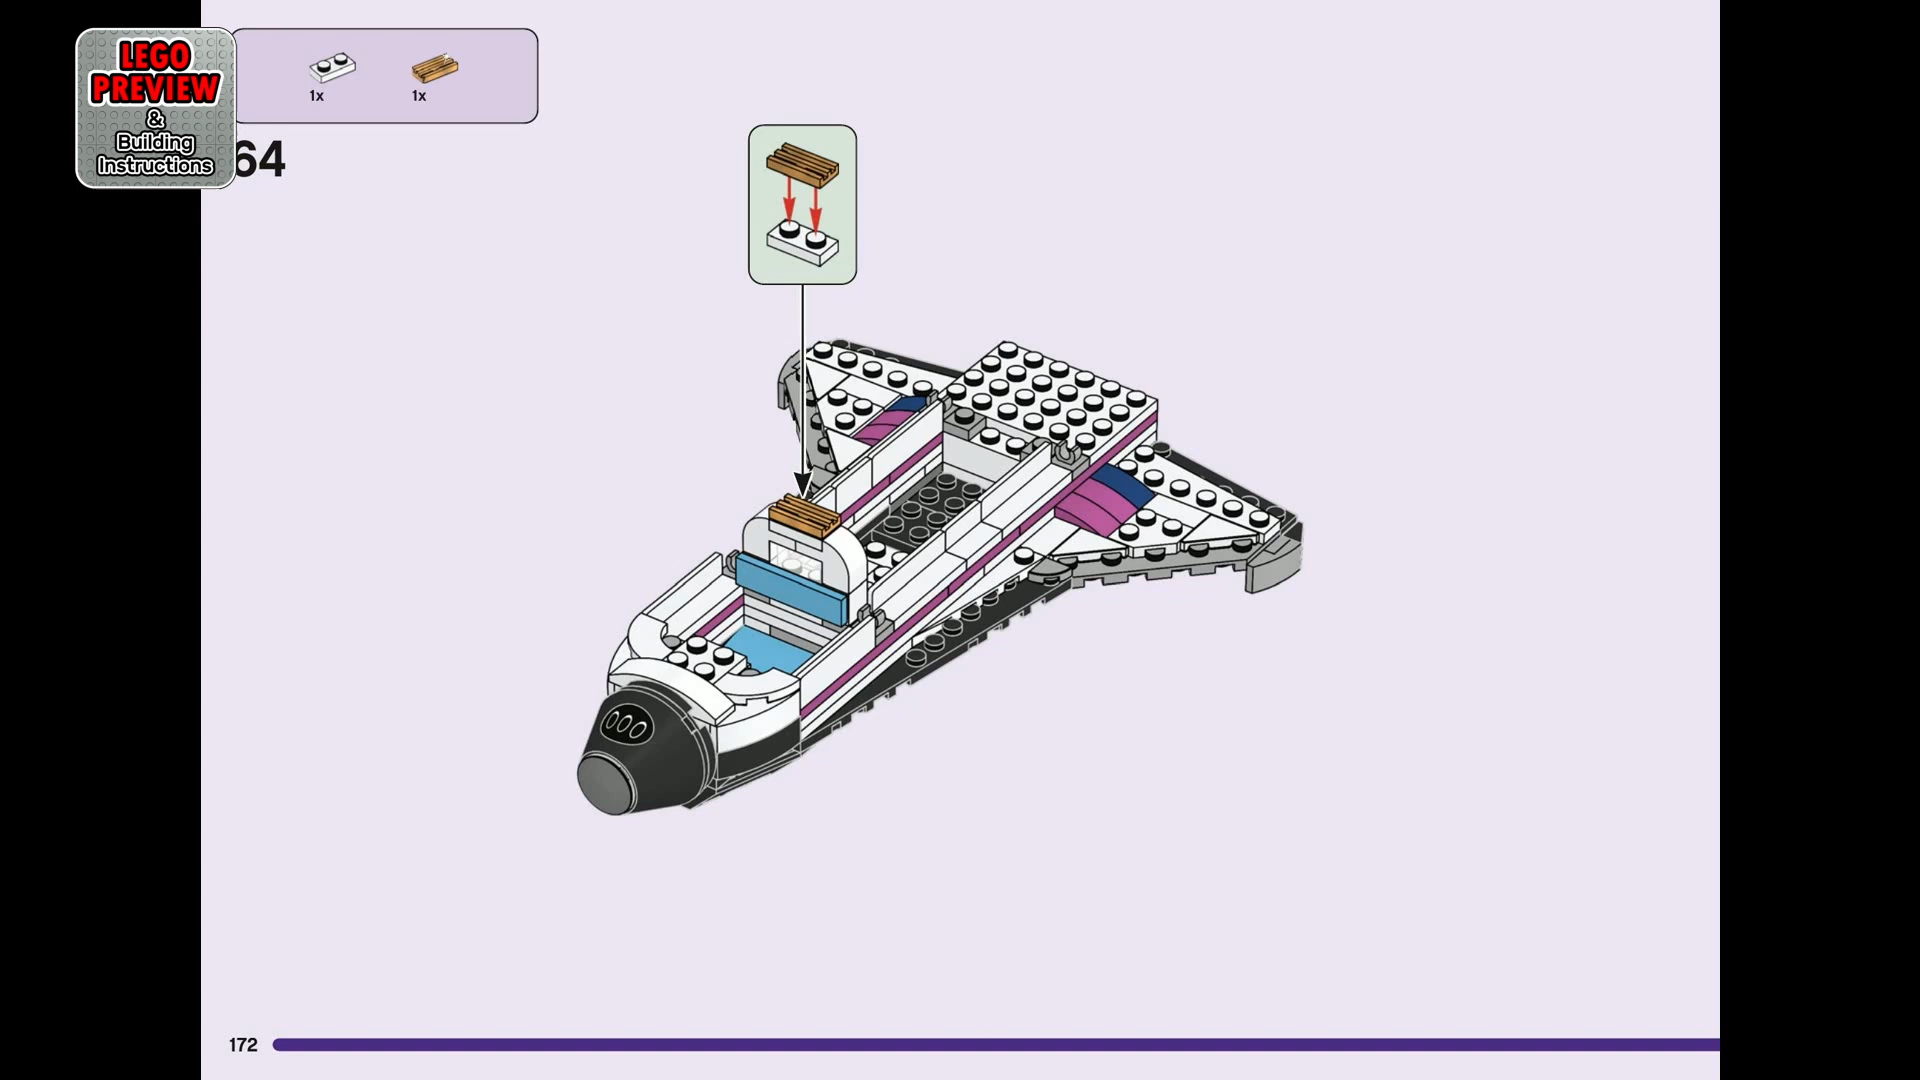 LEGO
PREVIEW
&
Building
Instructions
1x 1x
64
172